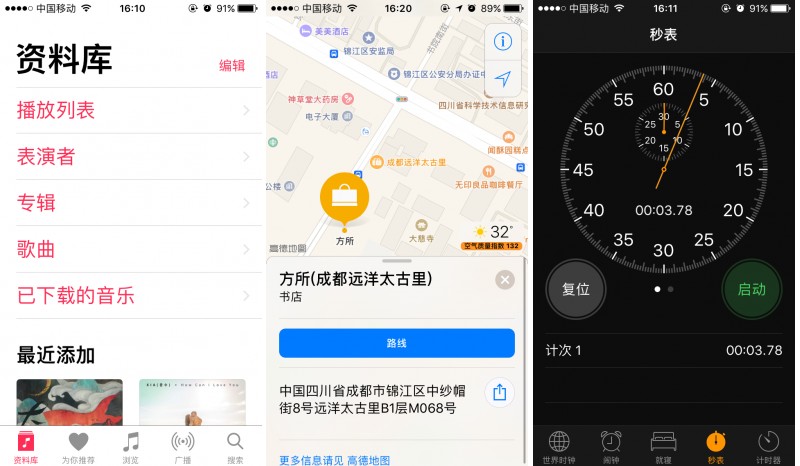 中国移动 16:10 91%
资料库
编辑
播放列表
表演者
专辑
歌曲
已下载的音乐
最近添加
资料库 为你推荐 浏览 广播 搜索
中国移动 16:20 89%
美美酒店
锦江区安监局
锦江区公安分局办证中
神草堂大药房
四川省科学技术信息研究
电子大厦
闻酥园糕点
成都远洋太古里
公楼
无印良品咖啡餐厅
方所
大慈寺
32°
空气质量指数 132
高德地图
方所(成都远洋太古里)
书店
路线
中国四川省成都市锦江区中纱帽
街8号远洋太古里B1层M068号
更多信息请见 高德地图
中国移动 16:11 91%
秒表
60
55 5
50 10
45 15
40 20
35 25
30
30
25 5
20 10
15
00:03.78
复位 启动
计次 1 00:03.78
世界时钟 闹钟 就寝 秒表 计时器